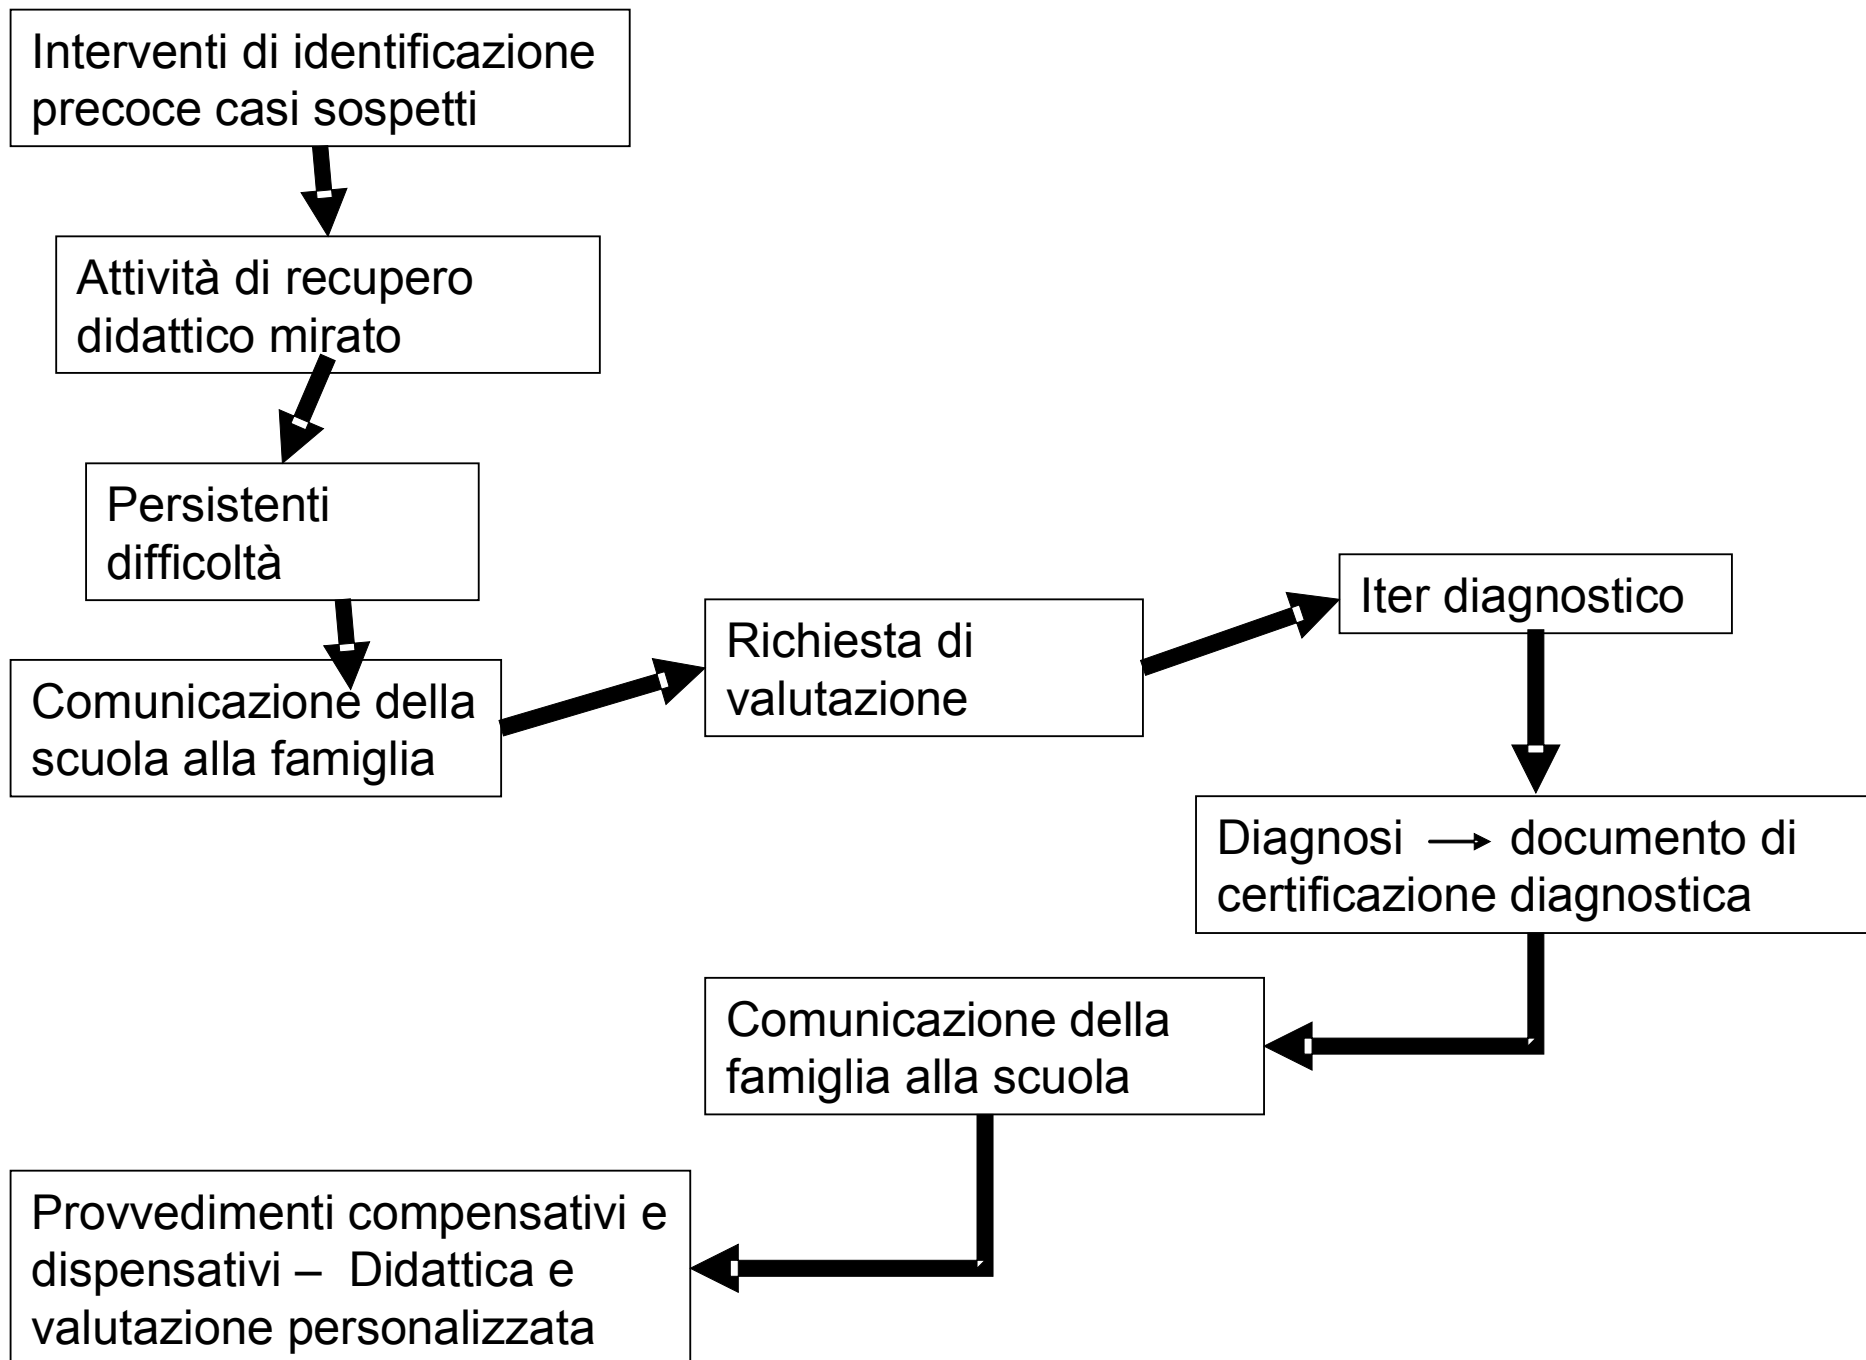 Interventi di identificazione
precoce casi sospetti
Attività di recupero
didattico mirato
Persistenti
difficoltà
Comunicazione della
scuola alla famiglia
Richiesta di
valutazione
Iter diagnostico
Diagnosi → documento di
certificazione diagnostica
Comunicazione della
famiglia alla scuola
Provvedimenti compensativi e
dispensativi – Didattica e
valutazione personalizzata